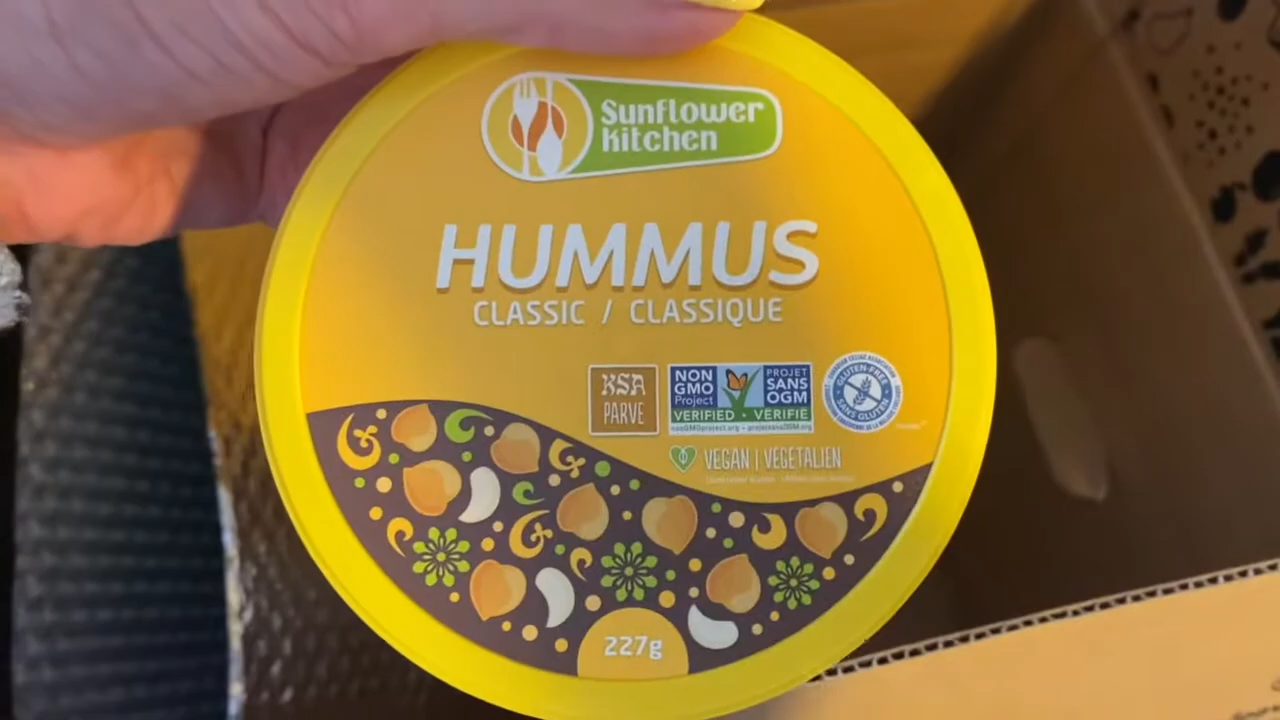 Sunflower
Kitchen
HUMMUS
CLASSIC / CLASSIQUE
KSA
PARVE
NON
GMO
Project
PROJET
SANS
OGM
VERIFIED • VÉRIFIÉ
nonGMOproject.org • projetsansOGM.org
GLUTEN-FREE
SANS GLUTEN
VEGAN | VÉGÉTALIEN
227g